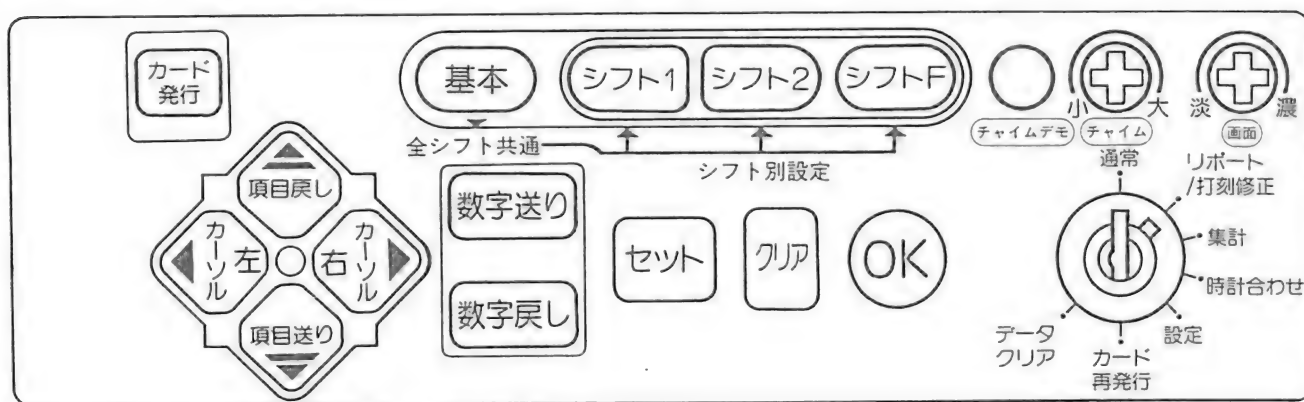 カード
発行
基本
シフト1
シフト2
シフトF
小
大
淡
濃
チャイムデモ
チャイム
画面
全シフト共通
シフト別設定
項目戻し
カーソル
左
右
カーソル
項目送り
数字送り
数字戻し
セット
クリア
OK
通常
リポート
/打刻修正
集計
時計合わせ
設定
カード
再発行
データ
クリア